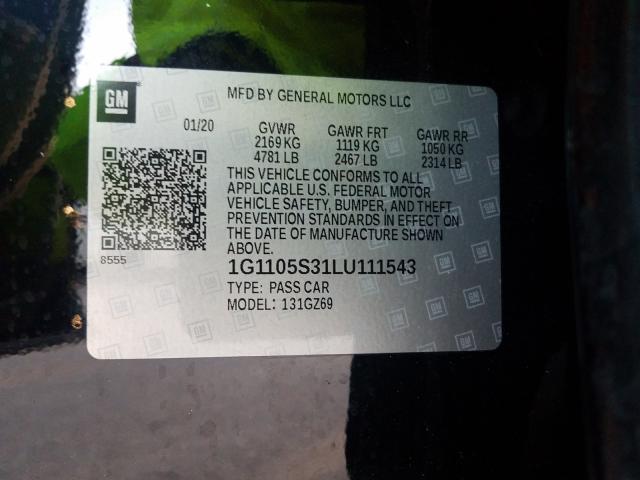 GM
MFD BY GENERAL MOTORS LLC
01/20 GVWR GAWR FRT GAWR RR
2169 KG 1119 KG 1050 KG
4781 LB 2467 LB 2314 LB
THIS VEHICLE CONFORMS TO ALL
APPLICABLE U.S. FEDERAL MOTOR
VEHICLE SAFETY, BUMPER, AND THEFT
PREVENTION STANDARDS IN EFFECT ON
THE DATE OF MANUFACTURE SHOWN
ABOVE.
8555
1G1105S31LU111543
TYPE: PASS CAR
MODEL: 131GZ69